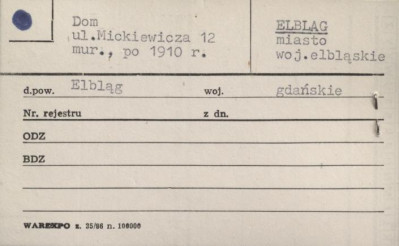 Dom
ul.Mickiewicza 12
mur., po 1910 r.
ELBLĄG
miasto
woj.elbląskie
d.pow. Elbląg woj. gdańskie
Nr. rejestru z dn.
ODZ
BDZ
WAREXPO z. 25/86 n. 100000